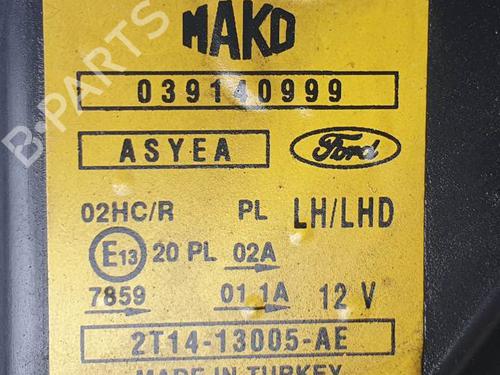 MAKO
039140999
ASYEA Ford
02HC/R PL LH/LHD
E13 20 PL 02A
7859 01 1A 12 V
2T14-13005-AE
MADE IN TURKEY
B-PARTS